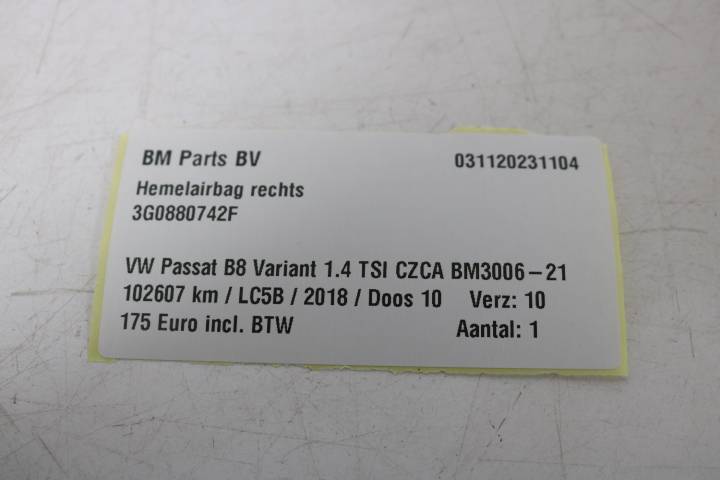 BM Parts BV 031120231104
Hemelairbag rechts
3G0880742F
VW Passat B8 Variant 1.4 TSI CZCA BM3006-21
102607 km / LC5B / 2018 / Doos 10 Verz: 10
175 Euro incl. BTW Aantal: 1